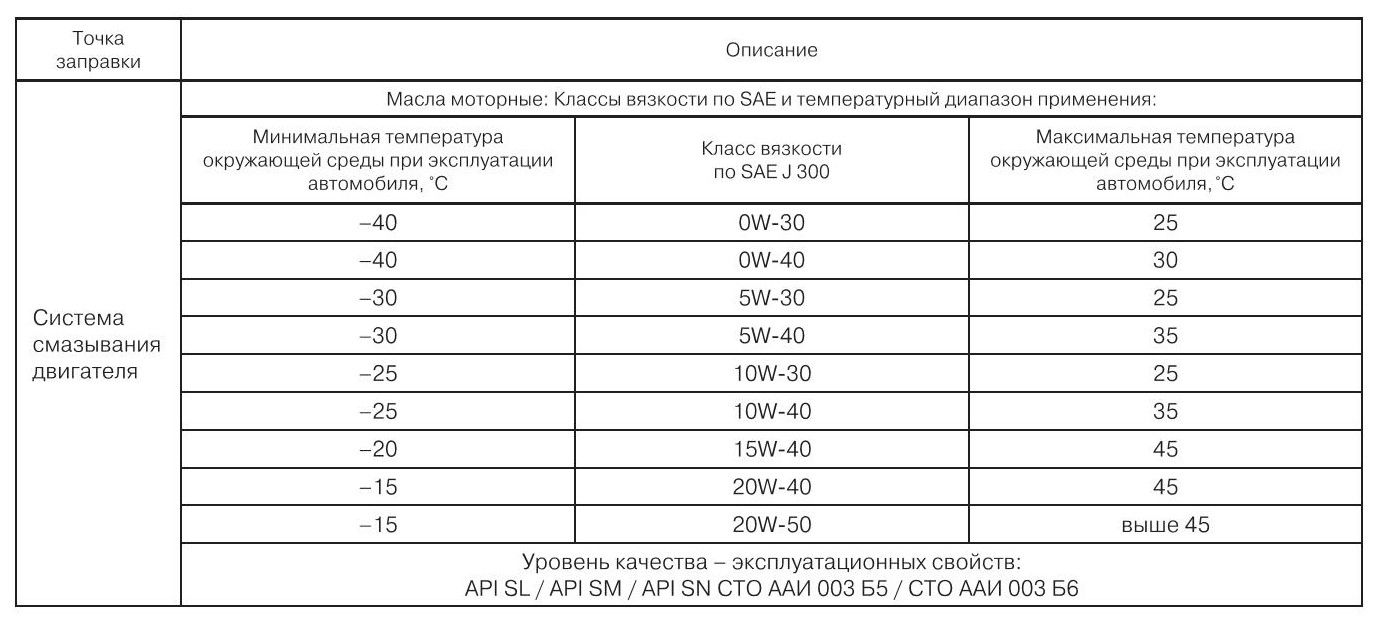 Точка
заправки
Описание
Масла моторные: Классы вязкости по SAE и температурный диапазон применения:
Минимальная температура
окружающей среды при эксплуатации
автомобиля, ˚С
Класс вязкости
по SAE J 300
Максимальная температура
окружающей среды при эксплуатации
автомобиля, ˚С
Система
смазывания
двигателя
–40 0W-30 25
–40 0W-40 30
–30 5W-30 25
–30 5W-40 35
–25 10W-30 25
–25 10W-40 35
–20 15W-40 45
–15 20W-40 45
–15 20W-50 выше 45
Уровень качества – эксплуатационных свойств:
API SL / API SM / API SN СТО ААИ 003 Б5 / СТО ААИ 003 Б6